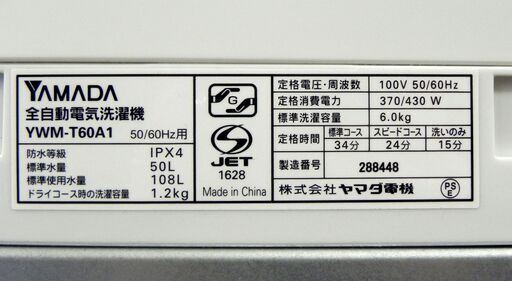 YAMADA
全自動電気洗濯機
YWM-T60A1 50/60Hz用
防水等級 IPX4
標準水量 50L
標準使用水量 108L
ドライコース時の洗濯容量 1.2kg
G
S
JET
1628
Made in China
定格電圧・周波数 100V 50/60Hz
定格消費電力 370/430 W
洗濯容量 6.0kg
定格時間 標準コース スピードコース 洗いのみ
34分 24分 15分
製造番号 288448
株式会社 ヤマダ電機
PS
E